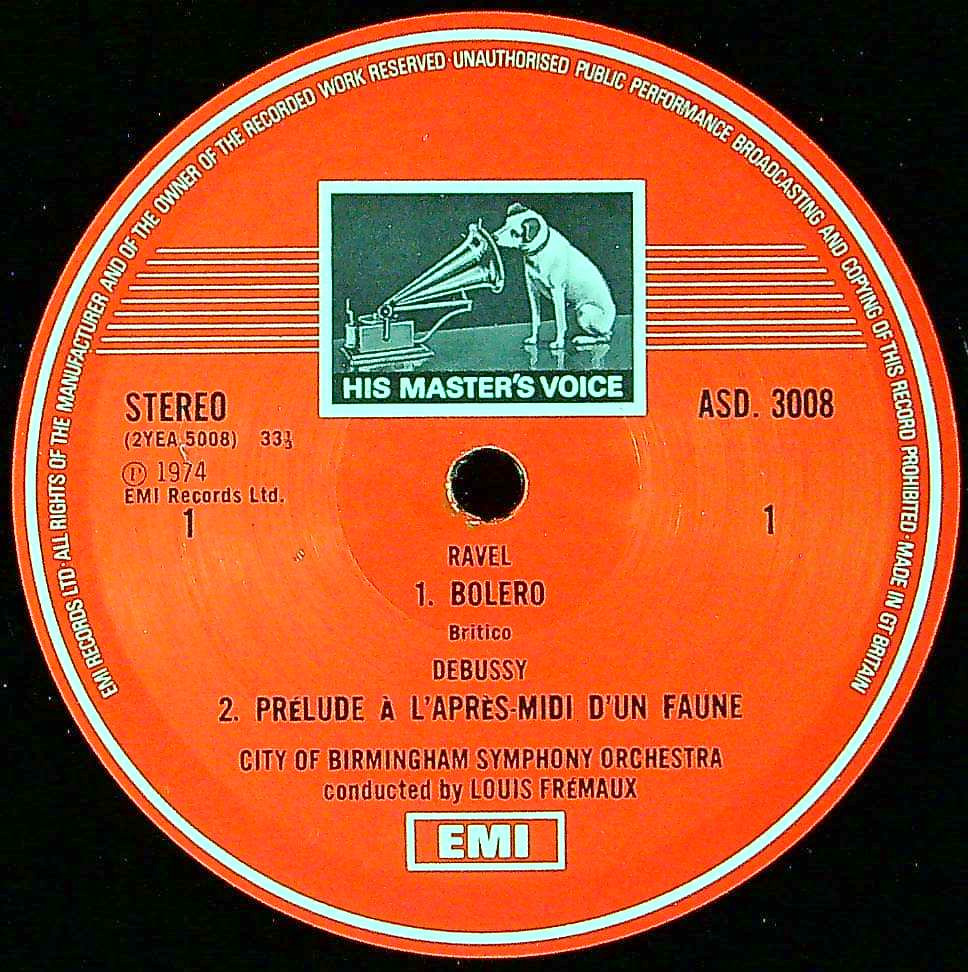 EMI RECORDS LTD · ALL RIGHTS OF THE MANUFACTURER AND OF THE OWNER OF THE RECORDED WORK RESERVED · UNAUTHORISED PUBLIC PERFORMANCE BROADCASTING AND COPYING OF THIS RECORD PROHIBITED · MADE IN GT BRITAIN
HIS MASTER'S VOICE
STEREO
ASD. 3008
(2YEA.5008) 33⅓
Ⓟ 1974
EMI Records Ltd.
1
1
RAVEL
1. BOLERO
Britico
DEBUSSY
2. PRÉLUDE À L'APRÈS-MIDI D'UN FAUNE
CITY OF BIRMINGHAM SYMPHONY ORCHESTRA
conducted by LOUIS FRÉMAUX
EMI